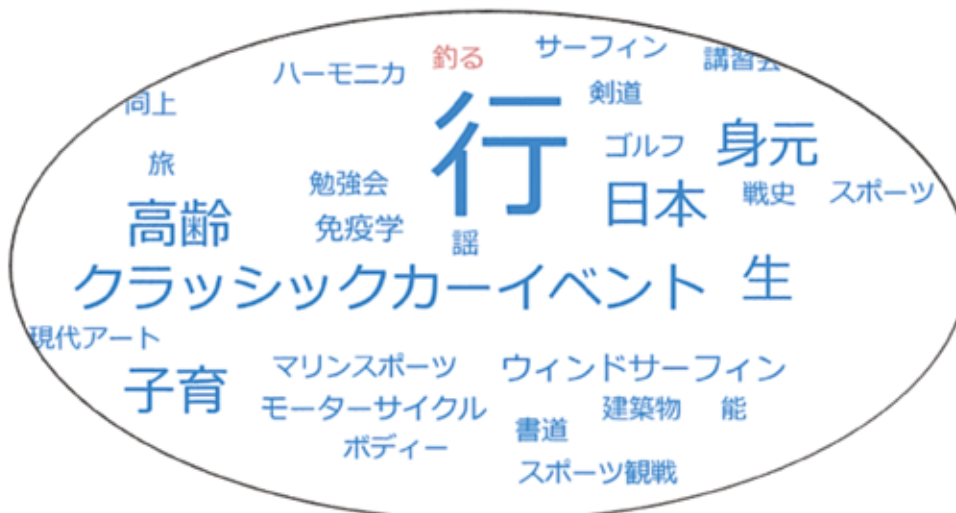 サーフィン
釣る
講習会
ハーモニカ
剣道
同上
行
ゴルフ
身元
旅
勉強会
日本
戦史
スポーツ
高齢
免疫学
謡
クラッシックカーイベント
生
現代アート
マリンスポーツ
ウィンドサーフィン
子育
モーターサイクル
建築物
能
書道
ボディー
スポーツ観戦